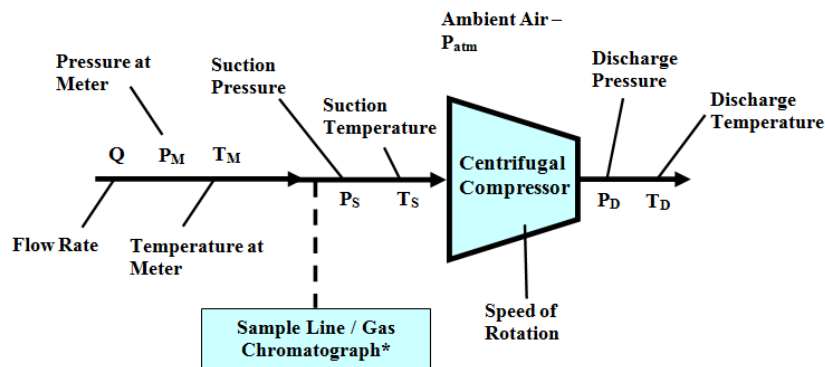 Ambient Air –
Patm
Pressure at
Meter
Suction
Pressure
Suction
Temperature
Discharge
Pressure
Discharge
Temperature
Q PM TM
PS TS
Centrifugal
Compressor
PD TD
Flow Rate
Temperature at
Meter
Speed of
Rotation
Sample Line / Gas
Chromatograph*